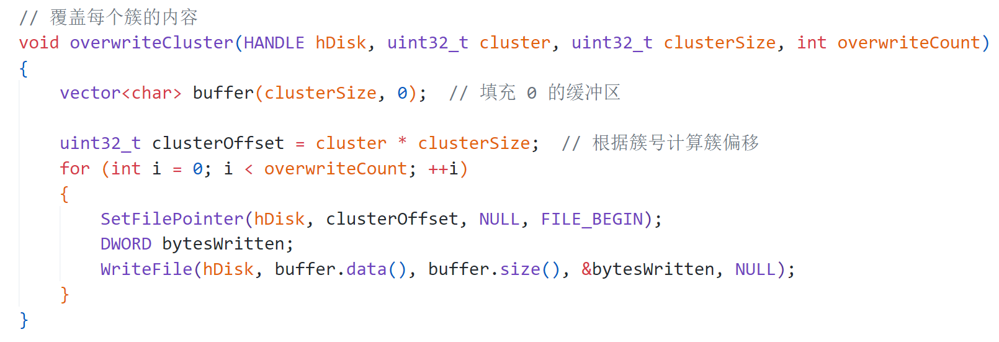 // 覆盖每个簇的内容
void overwriteCluster(HANDLE hDisk, uint32_t cluster, uint32_t clusterSize, int overwriteCount)
{
    vector<char> buffer(clusterSize, 0);  // 填充 0 的缓冲区

    uint32_t clusterOffset = cluster * clusterSize;  // 根据簇号计算簇偏移
    for (int i = 0; i < overwriteCount; ++i)
    {
        SetFilePointer(hDisk, clusterOffset, NULL, FILE_BEGIN);
        DWORD bytesWritten;
        WriteFile(hDisk, buffer.data(), buffer.size(), &bytesWritten, NULL);
    }
}